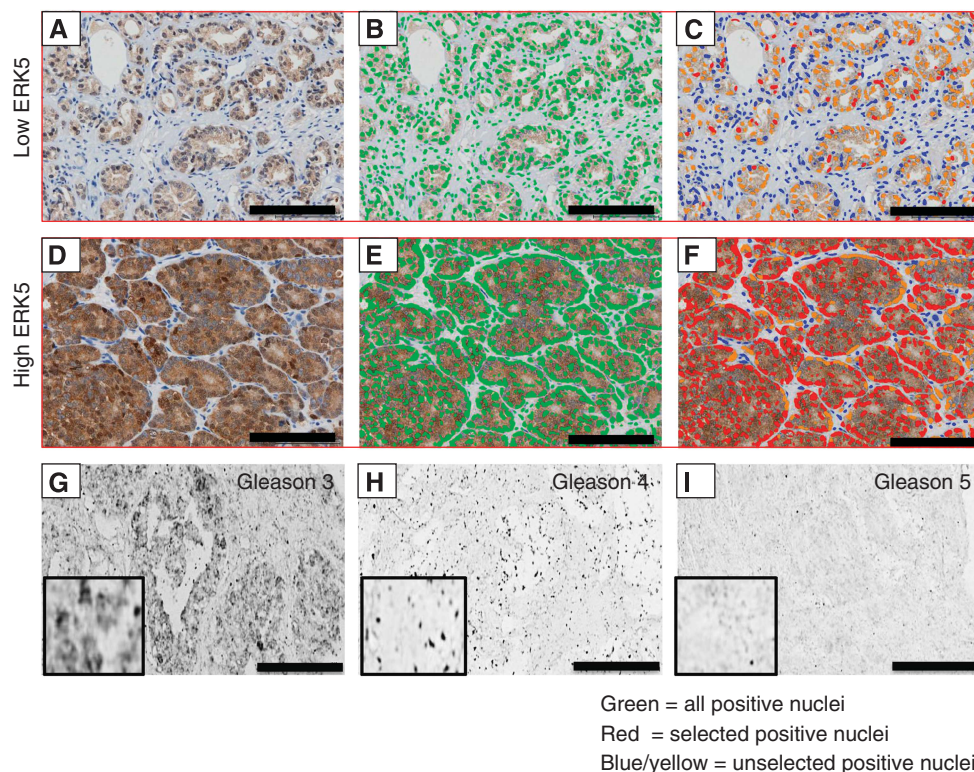 Low ERK5
A
B
C
High ERK5
D
E
F
G
Gleason 3
H
Gleason 4
I
Gleason 5
Green = all positive nuclei
Red = selected positive nuclei
Blue/yellow = unselected positive nuclei